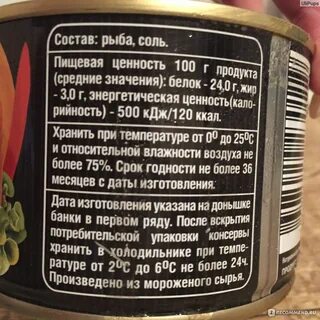 LiliPups
Состав: рыба, соль.
Пищевая ценность 100 г продукта
(средние значения): белок - 24,0 г, жир
- 3,0 г, энергетическая ценность(кало-
рийность) - 500 кДж/120 ккал.
Хранить при температуре от 0⁰ до 25⁰С
и относительной влажности воздуха не
более 75%. Срок годности не более 36
месяцев с даты изготовления.
Дата изготовления указана на донышке
банки в первом ряду. После вскрытия
потребительской упаковки консервы
хранить в холодильнике при темпе-
ратуре от 2⁰С до 6⁰С не более 24ч.
Произведено из мороженого сырья.
IRECOMMEND.RU